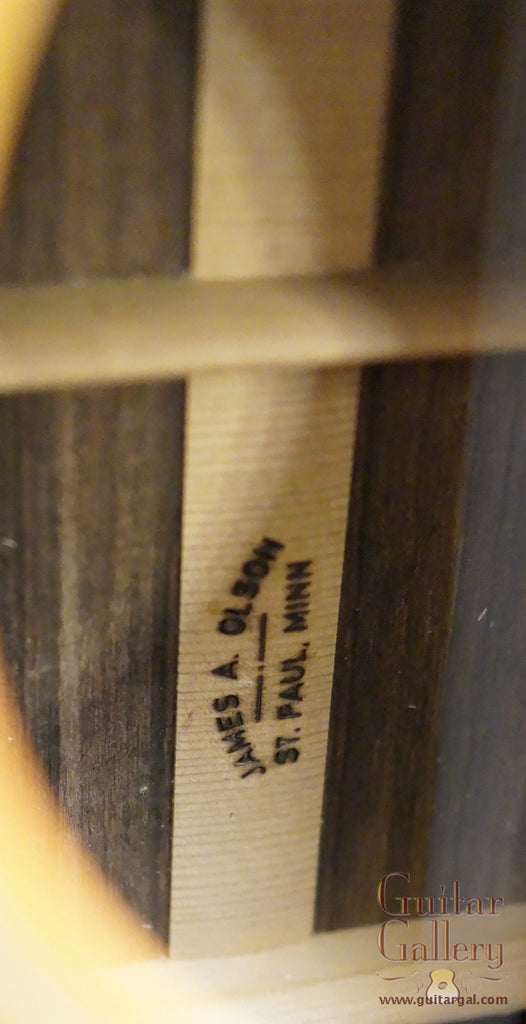 JAMES A. OLSON
ST. PAUL, MINN
Guitar
Gallery
www.guitargal.com